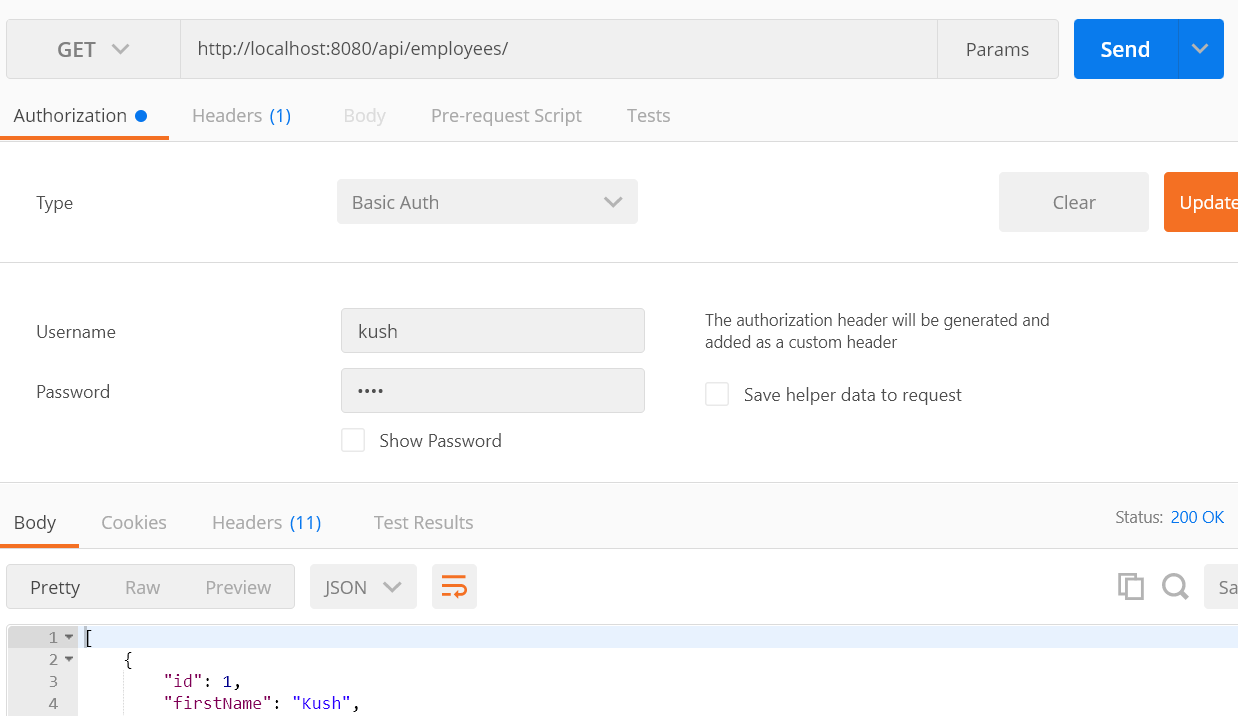 GET http://localhost:8080/api/employees/ Params Send
Authorization Headers (1) Body Pre-request Script Tests
Type Basic Auth Clear Update
Username kush The authorization header will be generated and
added as a custom header
Password •••• Save helper data to request
Show Password
Body Cookies Headers (11) Test Results Status: 200 OK
Pretty Raw Preview JSON Sa
1 [
2 {
3 "id": 1,
4 "firstName": "Kush",